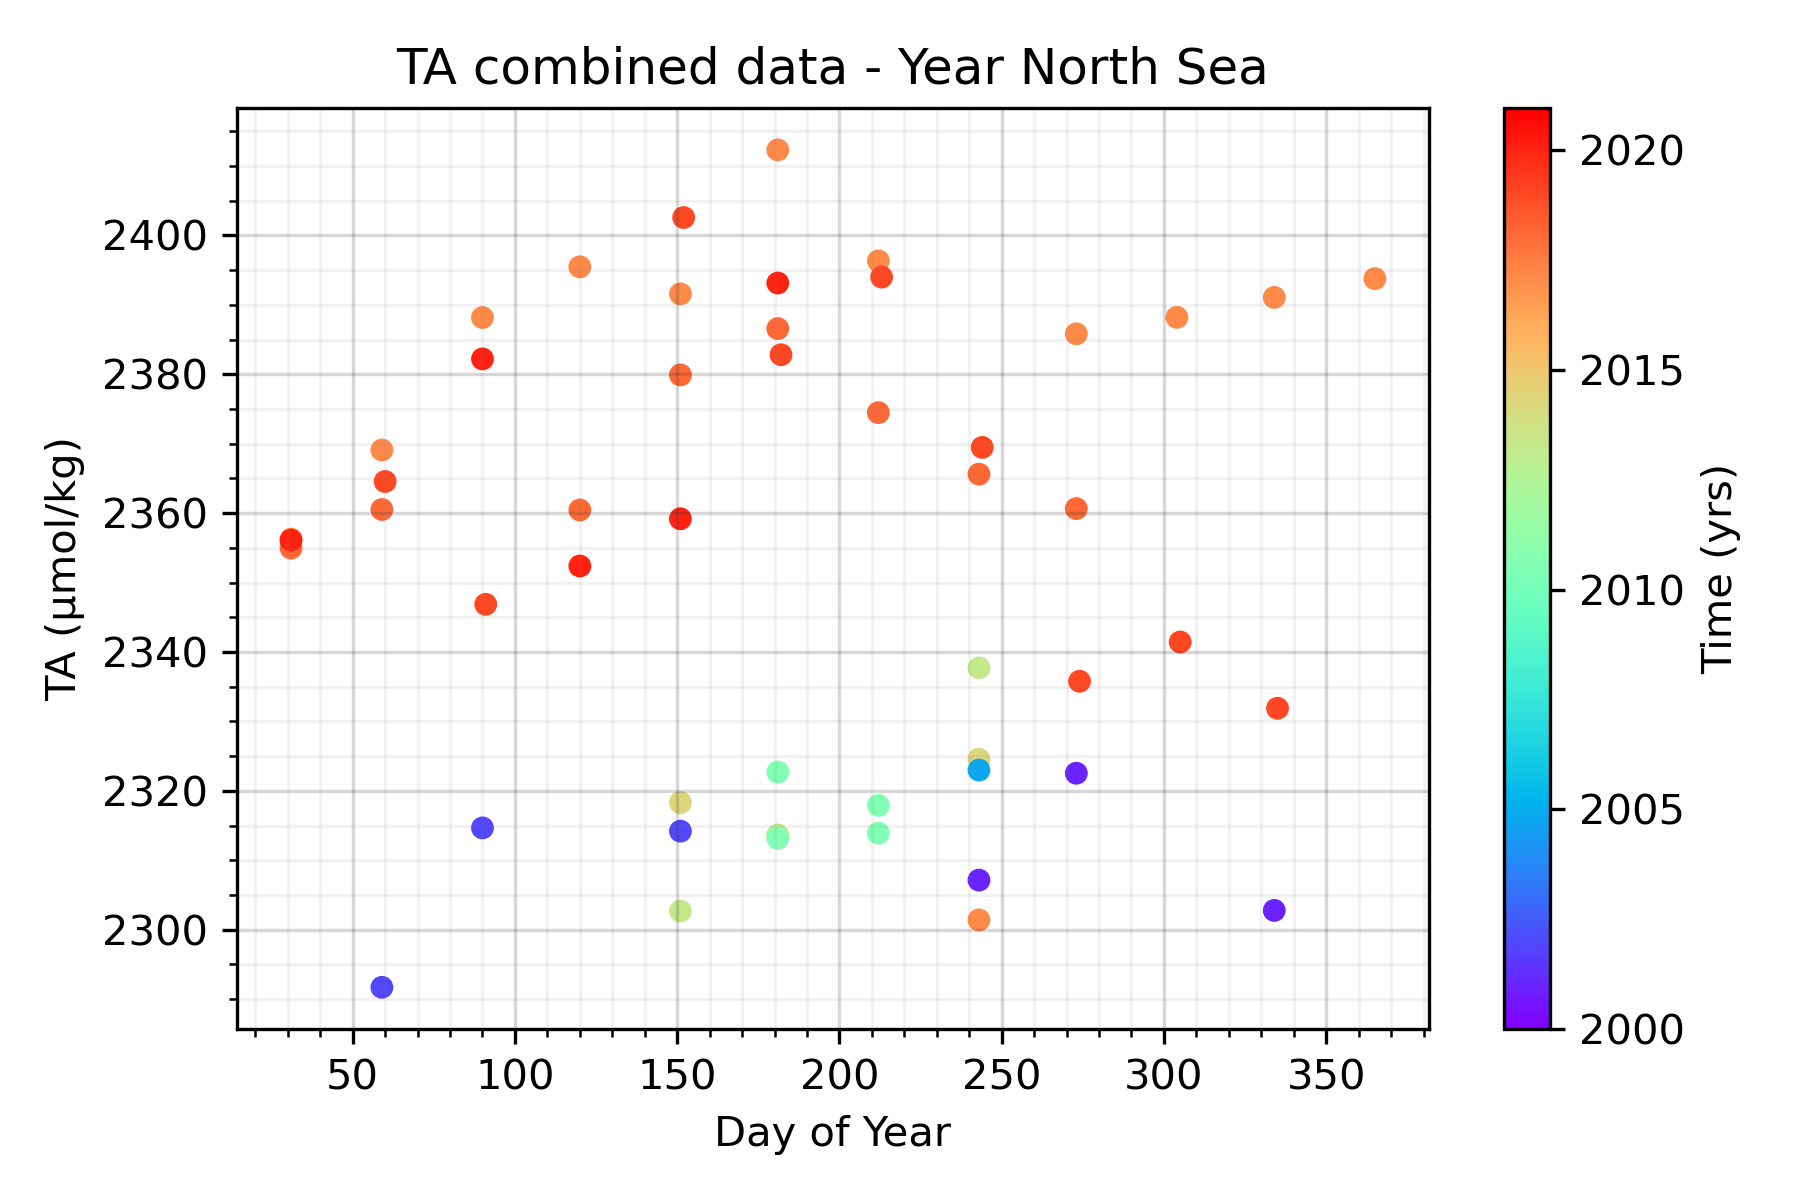 TA combined data - Year North Sea
TA (μmol/kg)
2400
2380
2360
2340
2320
2300
50 100 150 200 250 300 350
Day of Year
2020
2015
2010
2005
2000
Time (yrs)